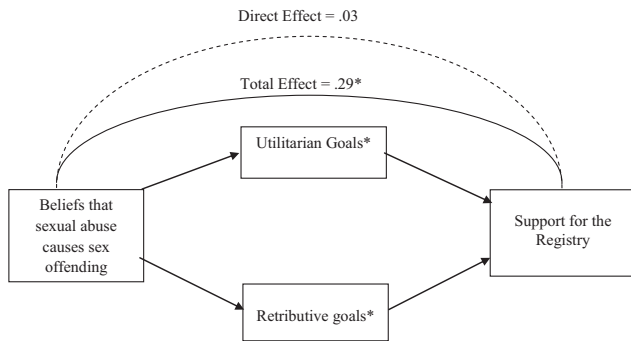 Direct Effect = .03
Total Effect = .29*
Utilitarian Goals*
Beliefs that
sexual abuse
causes sex
offending
Support for the
Registry
Retributive goals*